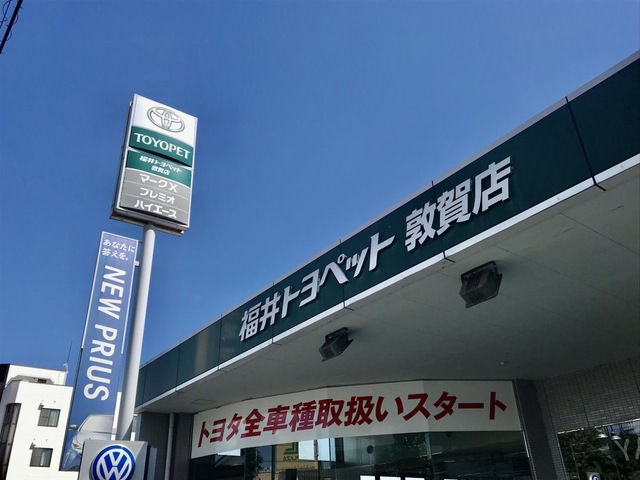 TOYOPET
福井トヨペット
敦賀店
マークX
プレミオ
ハイエース
あなたに
答えを。
NEW PRIUS
福井トヨペット 敦賀店
トヨタ全車種取扱いスタート